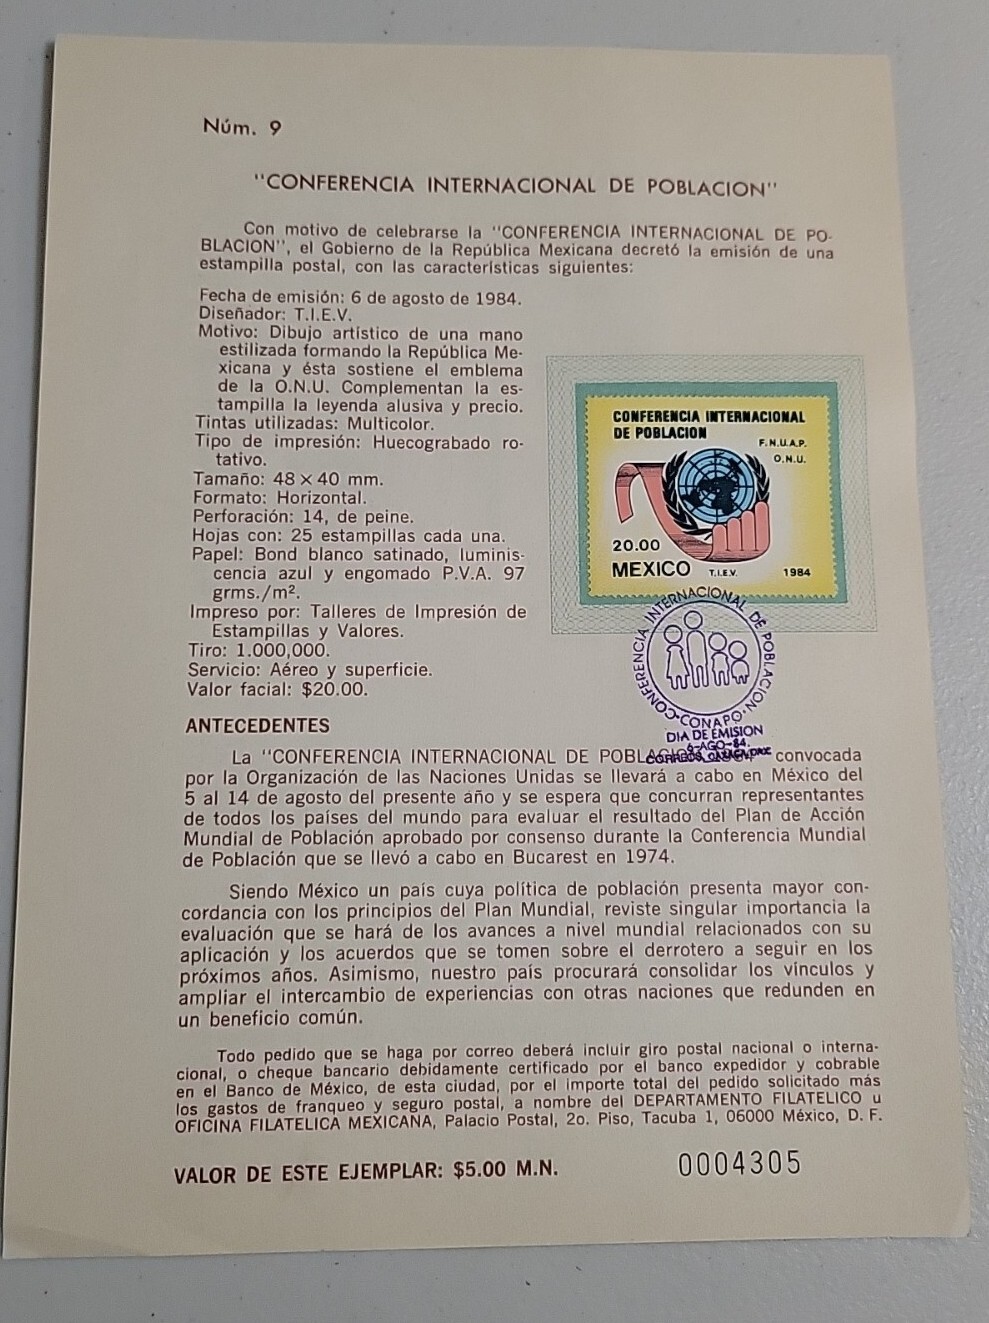 Núm. 9
"CONFERENCIA INTERNACIONAL DE POBLACION"
Con motivo de celebrarse la "CONFERENCIA INTERNACIONAL DE PO-
BLACION", el Gobierno de la República Mexicana decretó la emisión de una
estampilla postal, con las características siguientes:
Fecha de emisión: 6 de agosto de 1984.
Diseñador: T.I.E.V.
Motivo: Dibujo artístico de una mano
estilizada formando la República Me-
xicana y ésta sostiene el emblema
de la O.N.U. Complementan la es-
tampilla la leyenda alusiva y precio.
Tintas utilizadas: Multicolor.
Tipo de impresión: Huecograbado ro-
tativo.
Tamaño: 48 × 40 mm.
Formato: Horizontal.
Perforación: 14, de peine.
Hojas con: 25 estampillas cada una.
Papel: Bond blanco satinado, luminis-
cencia azul y engomado P.V.A. 97
grms./m².
Impreso por: Talleres de Impresión de
Estampillas y Valores.
Tiro: 1.000,000.
Servicio: Aéreo y superficie.
Valor facial: $20.00.
CONFERENCIA INTERNACIONAL
DE POBLACION
F.N.U.A.P.
O.N.U.
20.00
MEXICO
T.I.E.V.
1984
CONFERENCIA INTERNACIONAL DE POBLACION
CONAPO
DIA DE EMISION
6-AGO-84
CORREOS, OAXACA, OAX
ANTECEDENTES
La "CONFERENCIA INTERNACIONAL DE convocada
por la Organización de las Naciones Unidas se llevará a cabo en México del
5 al 14 de agosto del presente año y se espera que concurran representantes
de todos los países del mundo para evaluar el resultado del Plan de Acción
Mundial de Población aprobado por consenso durante la Conferencia Mundial
de Población que se llevó a cabo en Bucarest en 1974.
Siendo México un país cuya política de población presenta mayor con-
cordancia con los principios del Plan Mundial, reviste singular importancia la
evaluación que se hará de los avances a nivel mundial relacionados con su
aplicación y los acuerdos que se tomen sobre el derrotero a seguir en los
próximos años. Asimismo, nuestro país procurará consolidar los vínculos y
ampliar el intercambio de experiencias con otras naciones que redunden en
un beneficio común.
Todo pedido que se haga por correo deberá incluir giro postal nacional o interna-
cional, o cheque bancario debidamente certificado por el banco expedidor y cobrable
en el Banco de México, de esta ciudad, por el importe total del pedido solicitado más
los gastos de franqueo y seguro postal, a nombre del DEPARTAMENTO FILATELICO u
OFICINA FILATELICA MEXICANA, Palacio Postal, 2o. Piso, Tacuba 1, 06000 México, D. F.
VALOR DE ESTE EJEMPLAR: $5.00 M.N.
0004305